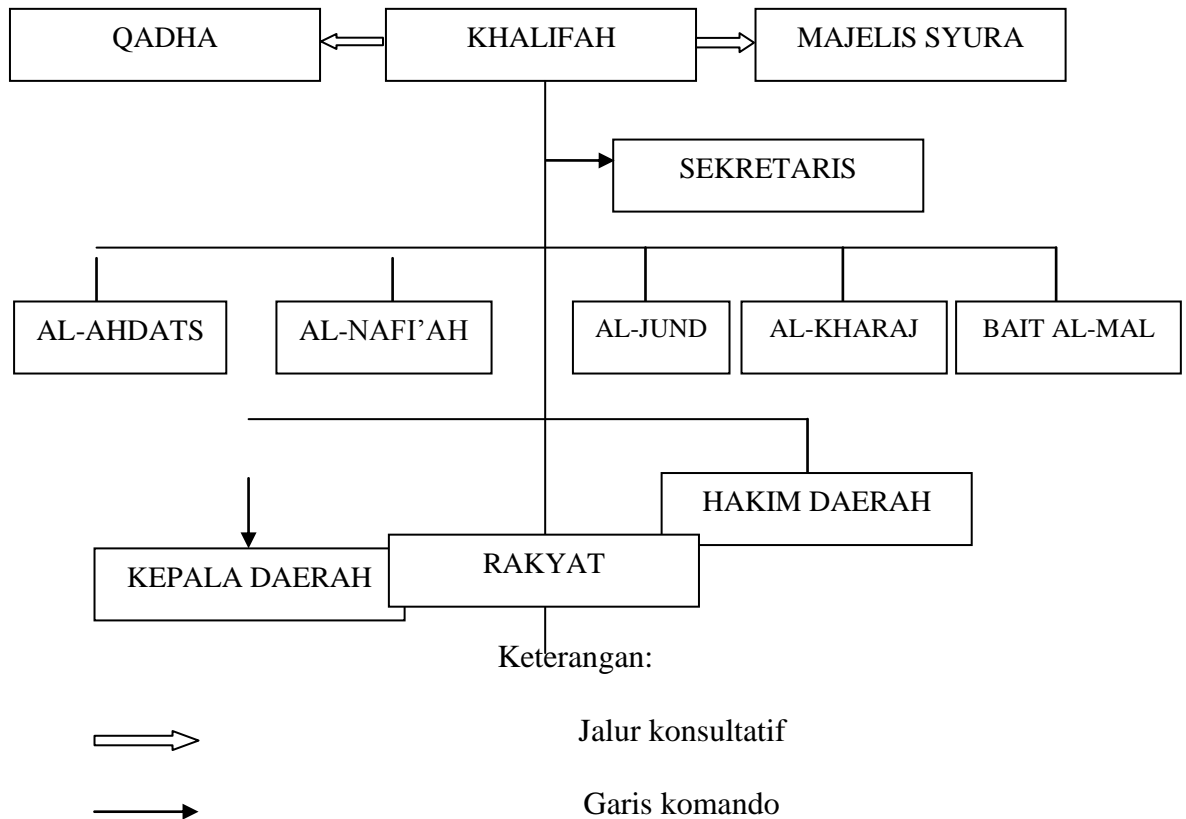 QADHA
KHALIFAH
MAJELIS SYURA
SEKRETARIS
AL-AHDATS
AL-NAFI’AH
AL-JUND
AL-KHARAJ
BAIT AL-MAL
HAKIM DAERAH
KEPALA DAERAH
RAKYAT
Keterangan:
Jalur konsultatif
Garis komando